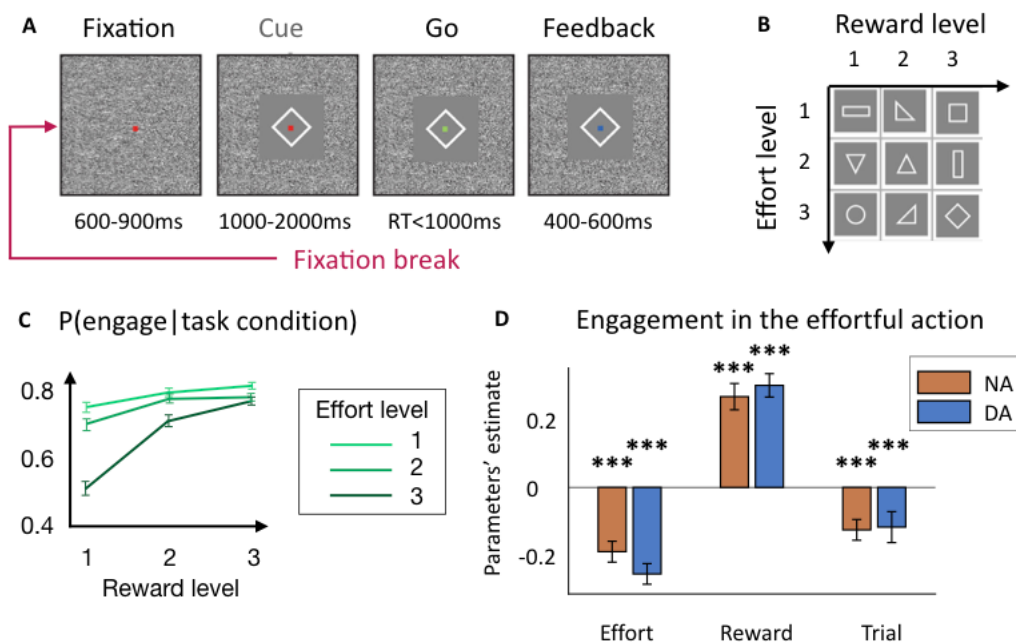 A
Fixation
Cue
Go
Feedback
600-900ms
1000-2000ms
RT<1000ms
400-600ms
Fixation break
B
Reward level
1 2 3
Effort level
1
2
3
C P(engage|task condition)
0.8
0.6
0.4
1 2 3
Reward level
Effort level
1
2
3
D Engagement in the effortful action
Parameters' estimate
0.2
0
-0.2
*** ***
*** ***
*** ***
NA
DA
Effort Reward Trial